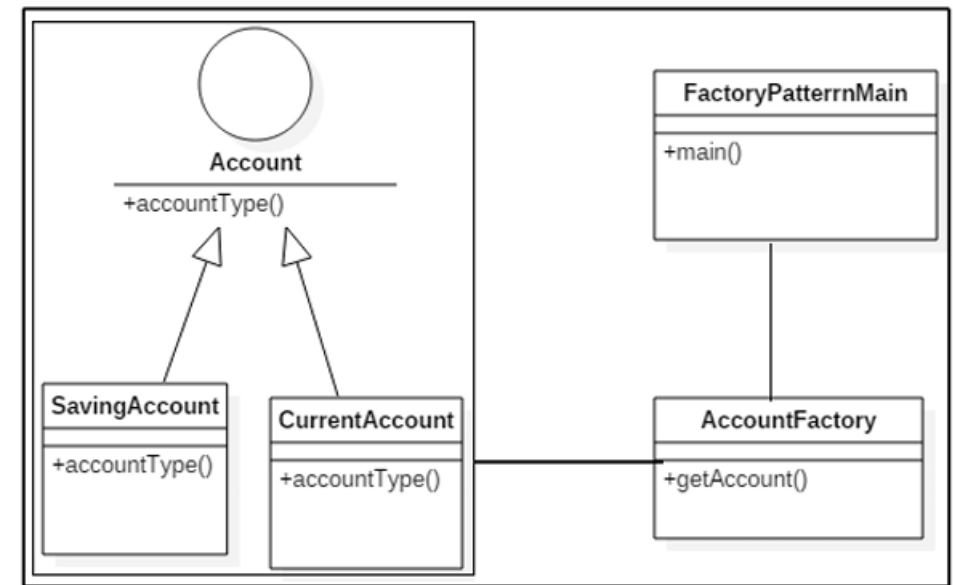 Account
+accountType()
SavingAccount
+accountType()
CurrentAccount
+accountType()
FactoryPatterrnMain
+main()
AccountFactory
+getAccount()